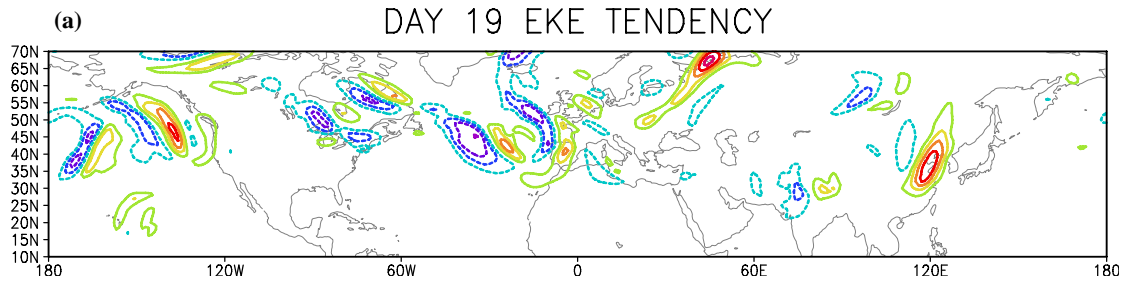 (a) DAY 19 EKE TENDENCY
70N
65N
60N
55N
50N
45N
40N
35N
30N
25N
20N
15N
10N
180 120W 60W 0 60E 120E 180